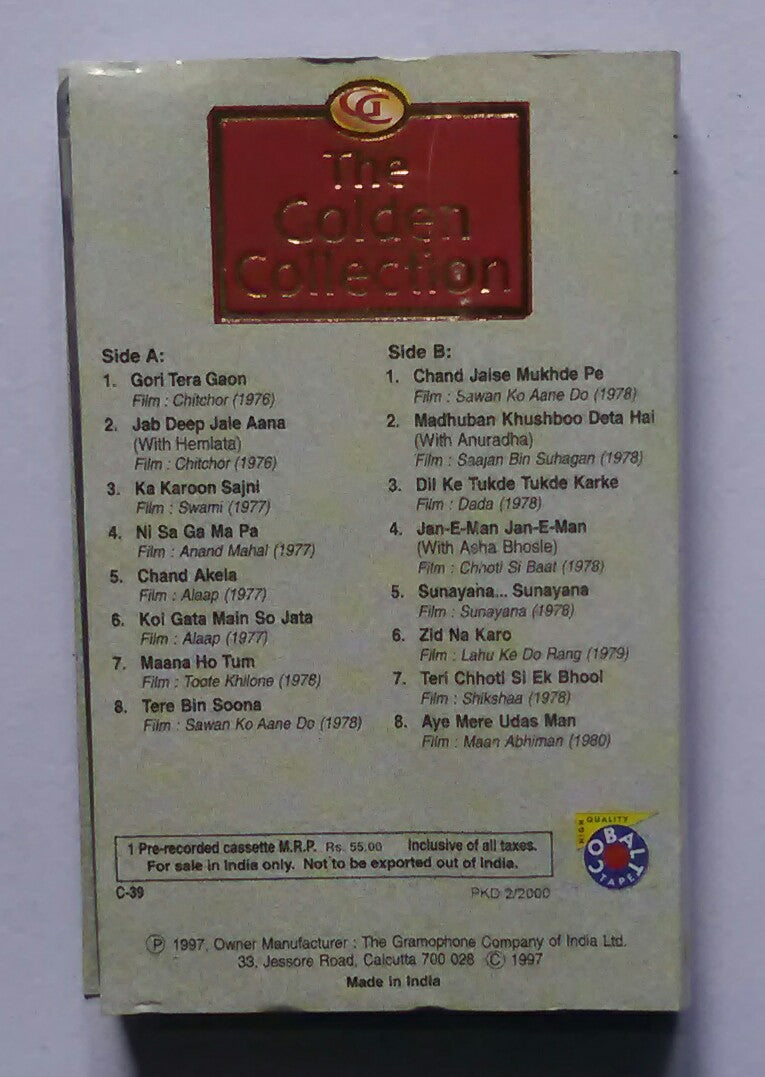 GC
The
Golden
Collection
Side A:
1. Gori Tera Gaon
Film : Chitchor (1976)
2. Jab Deep Jale Aana
(With Hemlata)
Film : Chitchor (1976)
3. Ka Karoon Sajni
Film : Swami (1977)
4. Ni Sa Ga Ma Pa
Film : Anand Mahal (1977)
5. Chand Akela
Film : Alaap (1977)
6. Koi Gata Main So Jata
Film : Alaap (1977)
7. Maana Ho Tum
Film : Toote Khilone (1978)
8. Tere Bin Soona
Film : Sawan Ko Aane Do (1978)
Side B:
1. Chand Jaise Mukhde Pe
Film : Sawan Ko Aane Do (1978)
2. Madhuban Khushboo Deta Hai
(With Anuradha)
Film : Saajan Bin Suhagan (1978)
3. Dil Ke Tukde Tukde Karke
Film : Dada (1978)
4. Jan-E-Man Jan-E-Man
(With Asha Bhosle)
Film : Chhoti Si Baat (1978)
5. Sunayana... Sunayana
Film : Sunayana (1978)
6. Zid Na Karo
Film : Lahu Ke Do Rang (1979)
7. Teri Chhoti Si Ek Bhool
Film : Shikshaa (1978)
8. Aye Mere Udas Man
Film : Maan Abhiman (1980)
1 Pre-recorded cassette M.R.P. Rs. 55.00 Inclusive of all taxes.
For sale in India only. Not to be exported out of India.
HIGH QUALITY
COBALT
TAPE
C-39 PKD 2/2000
Ⓟ 1997, Owner Manufacturer : The Gramophone Company of India Ltd.
33, Jessore Road, Calcutta 700 028 © 1997
Made in India